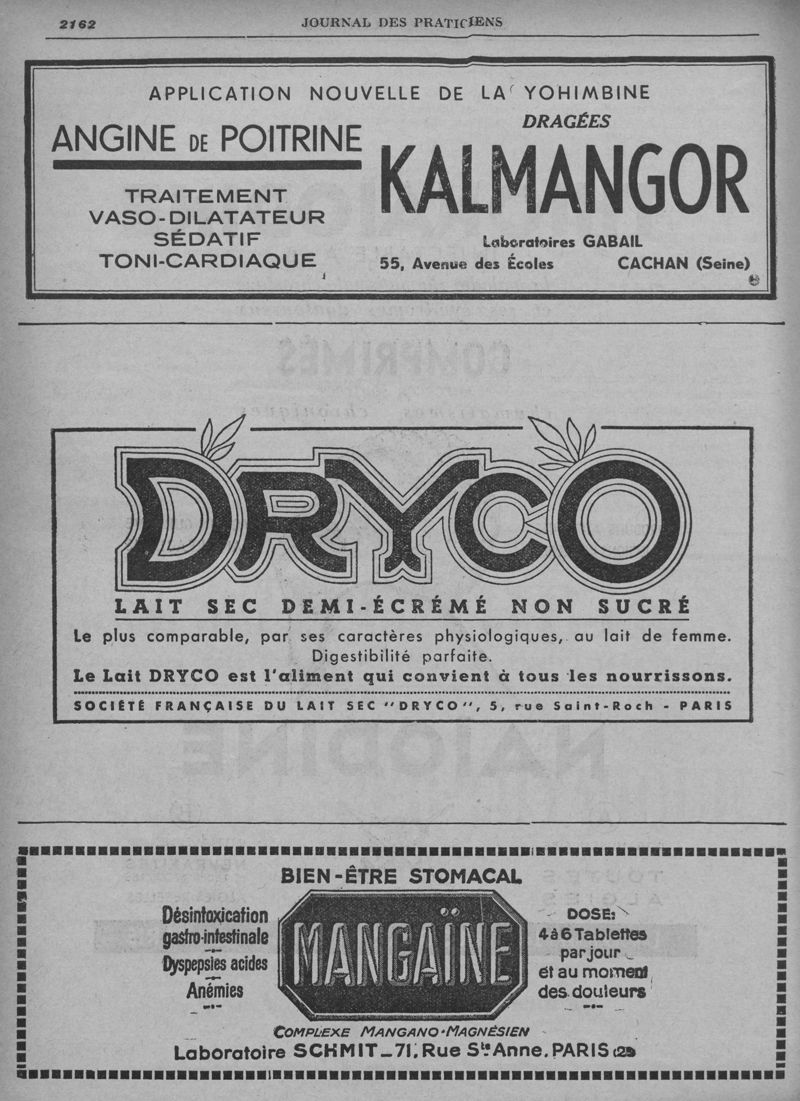 2162
JOURNAL DES PRATICIENS
APPLICATION NOUVELLE DE LA YOHIMBINE
ANGINE DE POITRINE
TRAITEMENT
VASO-DILATATEUR
SÉDATIF
TONI-CARDIAQUE
DRAGÉES
KALMANGOR
Laboratoires GABAIL
55, Avenue des Écoles CACHAN (Seine)
DRYCO
LAIT SEC DEMI-ÉCRÉMÉ NON SUCRÉ
Le plus comparable, par ses caractères physiologiques, au lait de femme.
Digestibilité parfaite.
Le Lait DRYCO est l'aliment qui convient à tous les nourrissons.
SOCIÉTÉ FRANÇAISE DU LAIT SEC "DRYCO", 5, rue Saint-Roch - PARIS
BIEN-ÊTRE STOMACAL
Désintoxication
gastro-intestinale
Dyspepsies acides
Anémies
MANGAÏNE
DOSE:
4 à 6 Tablettes
par jour
et au moment
des douleurs
COMPLEXE MANGANO-MAGNÉSIEN
Laboratoire SCHMIT_71, Rue Ste Anne, PARIS (2e)